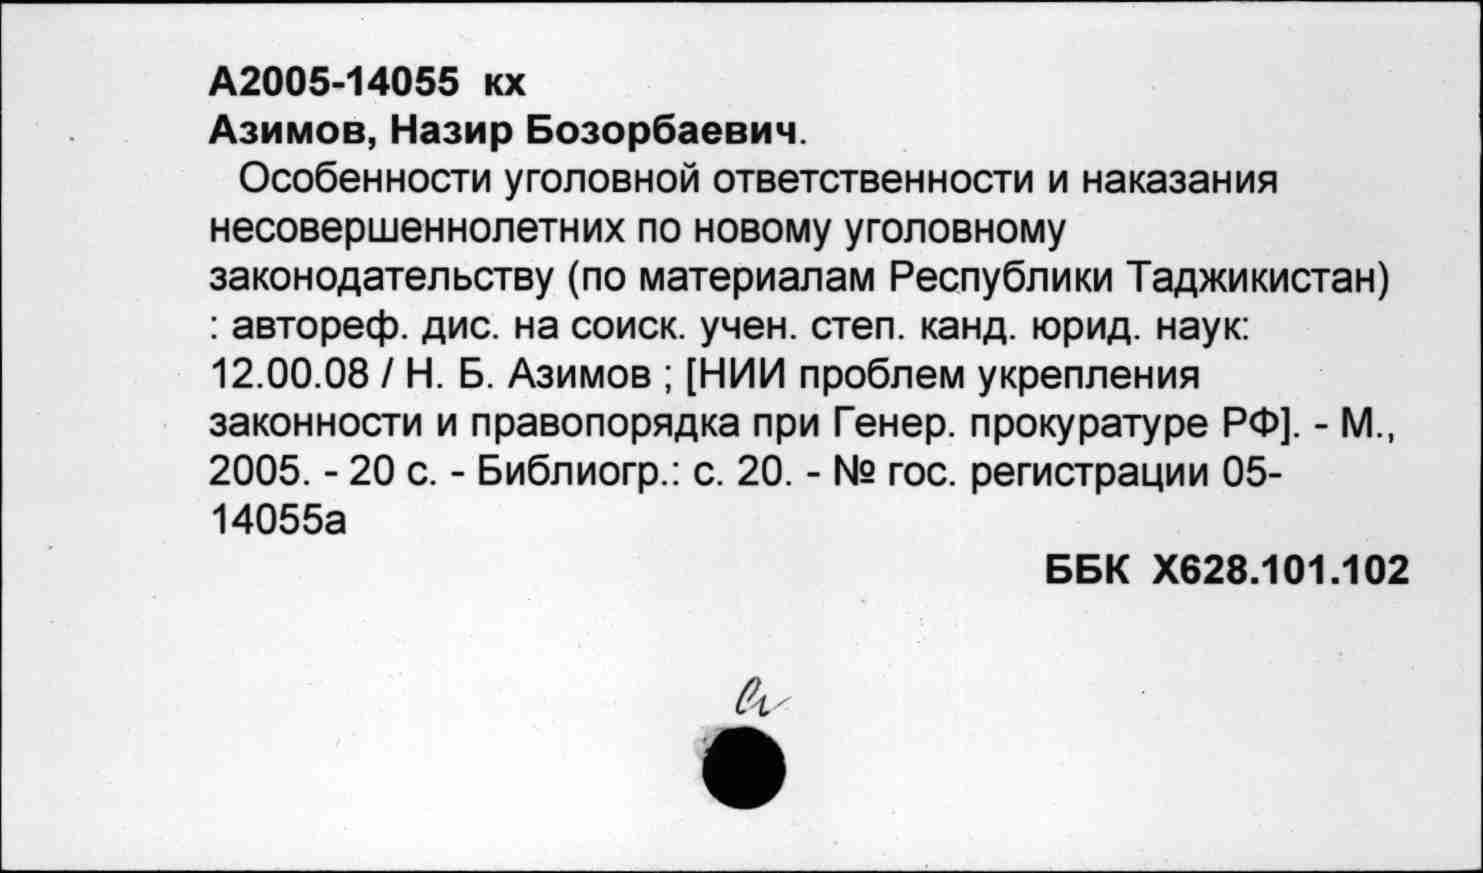 А2005-14055 кх
Азимов, Назир Бозорбаевич.
Особенности уголовной ответственности и наказания
несовершеннолетних по новому уголовному
законодательству (по материалам Республики Таджикистан)
: автореф. дис. на соиск. учен. степ. канд. юрид. наук:
12.00.08 / Н. Б. Азимов ; [НИИ проблем укрепления
законности и правопорядка при Генер. прокуратуре РФ]. - М.,
2005. - 20 с. - Библиогр.: с. 20. - № гос. регистрации 05-
14055а
ББК Х628.101.102